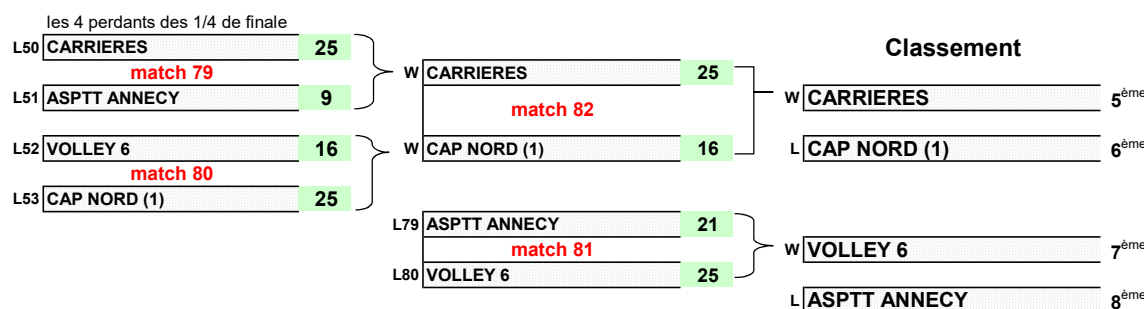 les 4 perdants des 1/4 de finale
L50 CARRIERES 25
match 79
L51 ASPTT ANNECY 9
L52 VOLLEY 6 16
match 80
L53 CAP NORD (1) 25
W CARRIERES 25
match 82
W CAP NORD (1) 16
L79 ASPTT ANNECY 21
match 81
L80 VOLLEY 6 25
Classement
W CARRIERES 5ème
L CAP NORD (1) 6ème
W VOLLEY 6 7ème
L ASPTT ANNECY 8ème